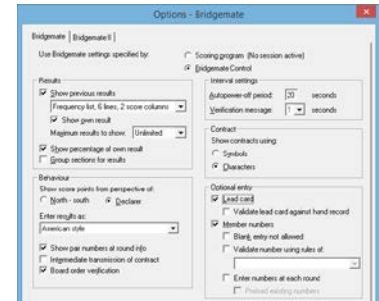 Options - Bridgemate
Bridgemate
Bridgemate II
Use Bridgemate settings specified by:
Scoring program (No session active)
Bridgemate Control
Results
Show previous results
Frequency list, 6 lines, 2 score columns
Show own result
Maximum results to show:
Unlimited
Show percentage of own result
Group sections for results
Behaviour
Show score points from perspective of:
North - south
Declarer
Enter results as:
American style
Show pair numbers at round info
Intermediate transmission of contract
Board order verification
Interval settings
Autopower-off period:
20
seconds
Verification message:
1
seconds
Contract
Show contracts using:
Symbols
Characters
Optional entry
Lead card
Validate lead card against hand record
Member numbers
Blank entry not allowed
Validate number using rules of:
Enter numbers at each round
Preload existing numbers